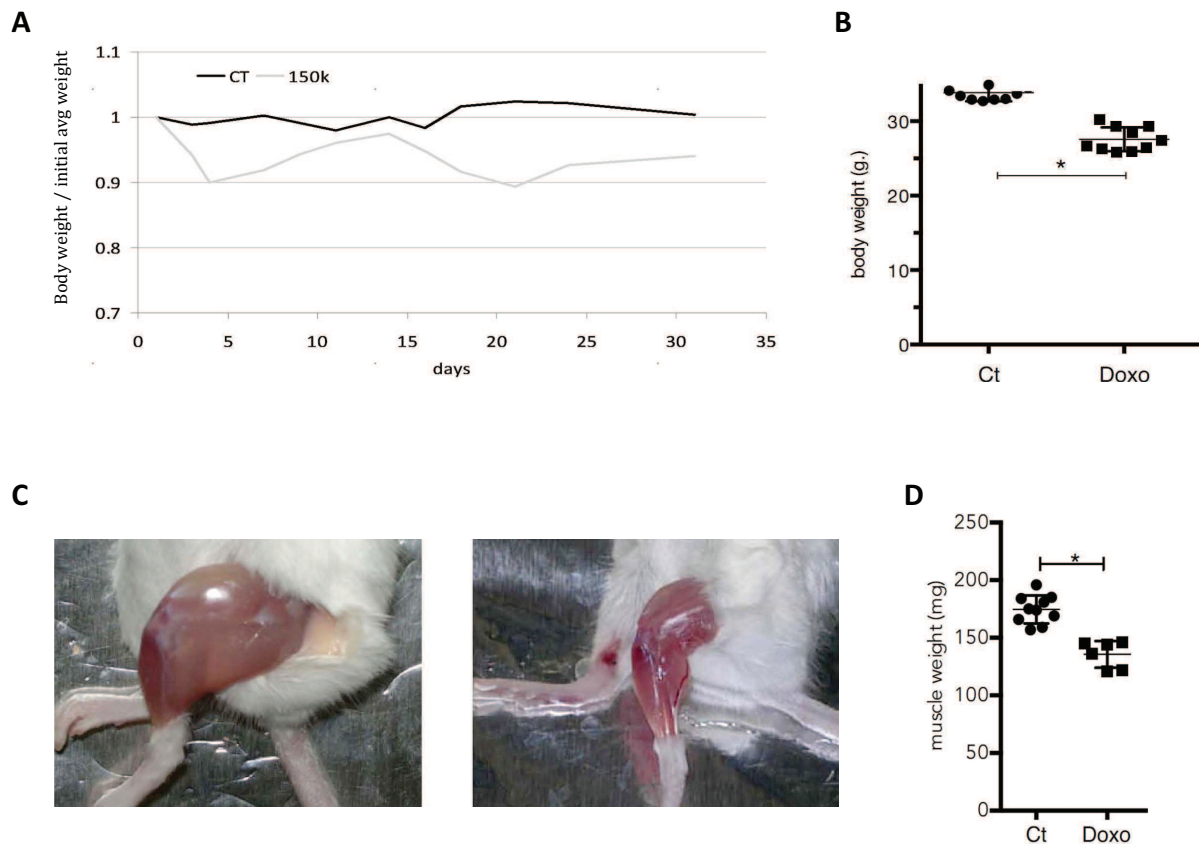 A
Body weight / initial avg weight
1.1
1
0.9
0.8
0.7
CT 150k
0 5 10 15 20 25 30 35
days
B
body weight (g.)
30
20
10
0
*
Ct Doxo
C
D
muscle weight (mg)
250
200
150
100
50
0
*
Ct Doxo